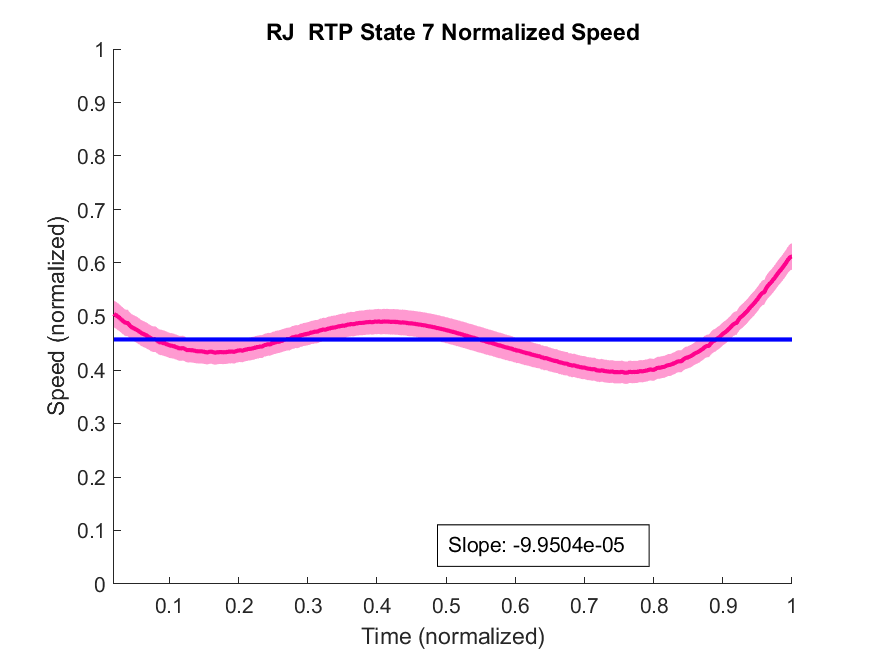 RJ  RTP State 7 Normalized Speed
1
0.9
0.8
0.7
0.6
0.5
0.4
0.3
0.2
0.1
0
Speed (normalized)
Slope: -9.9504e-05
0.1 0.2 0.3 0.4 0.5 0.6 0.7 0.8 0.9 1
Time (normalized)